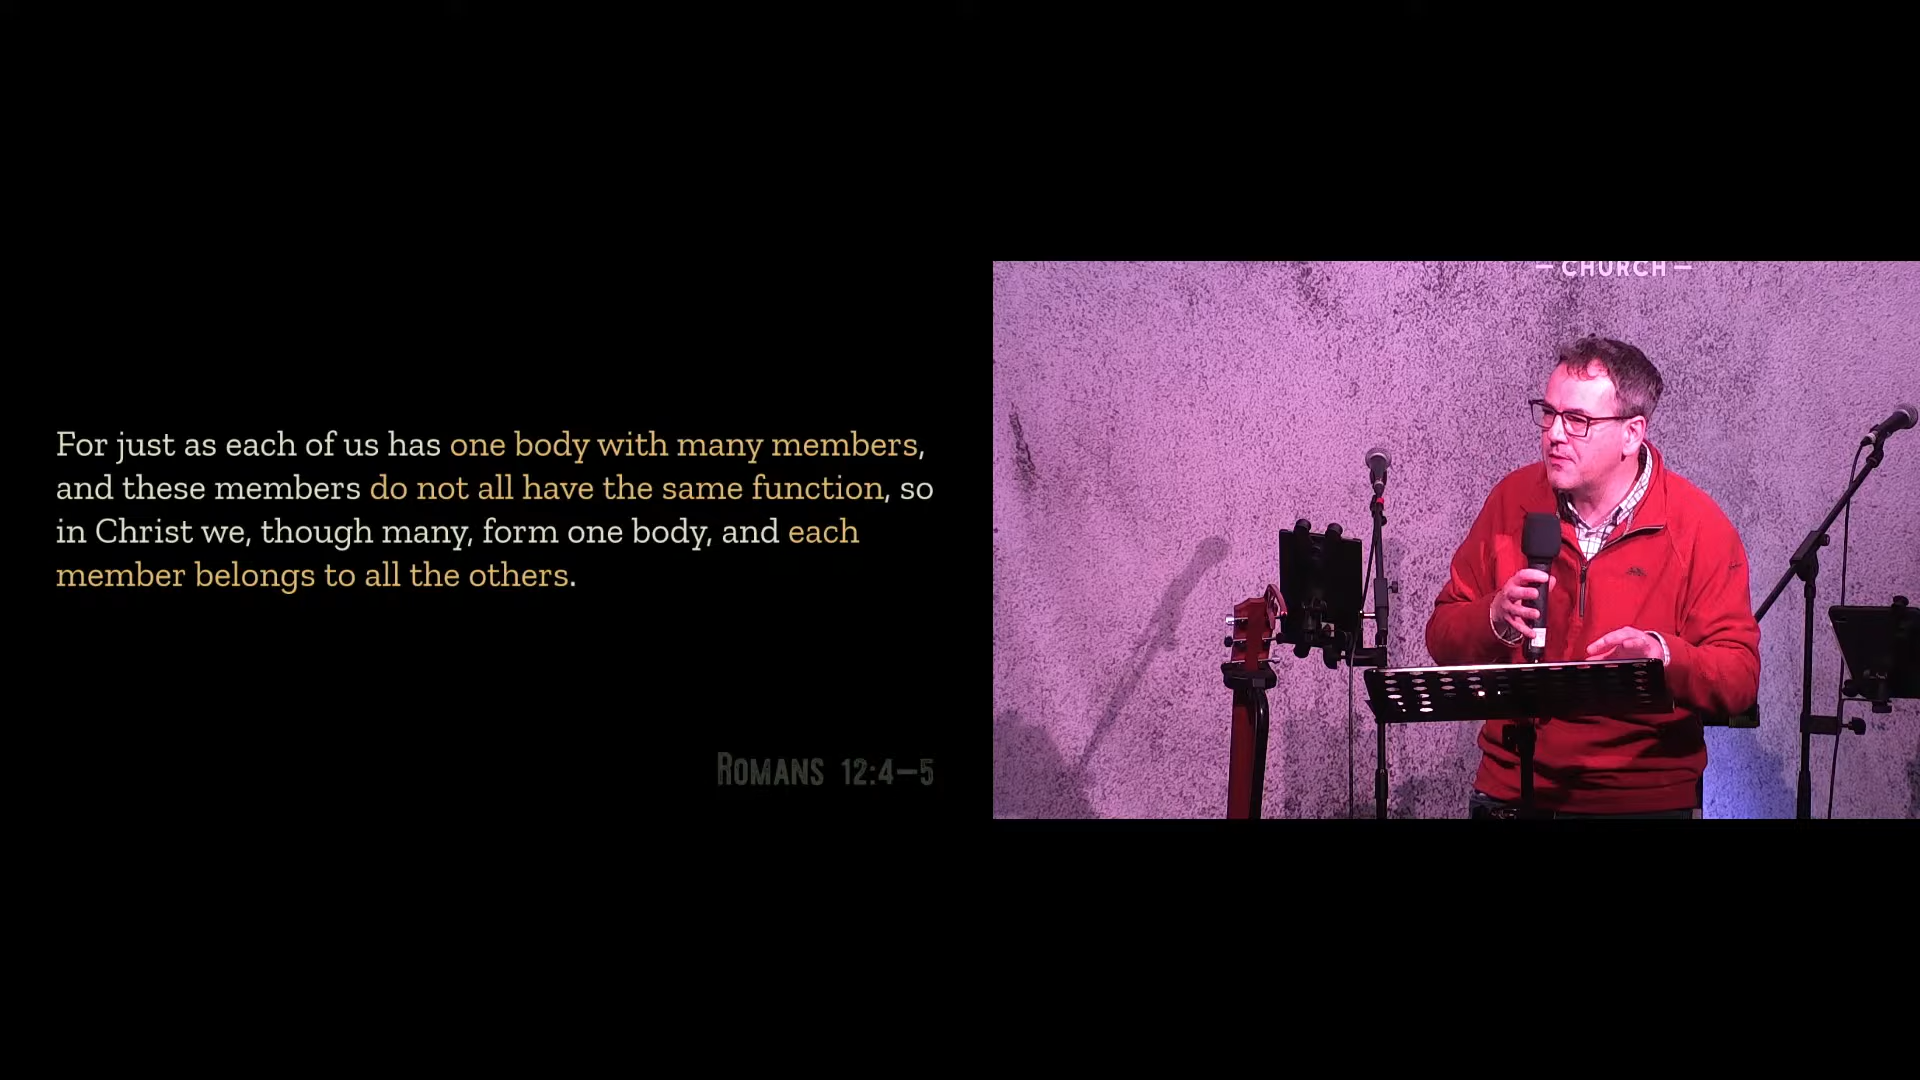 For just as each of us has one body with many members,
and these members do not all have the same function, so
in Christ we, though many, form one body, and each
member belongs to all the others.
Romans 12:4–5
— CHURCH —